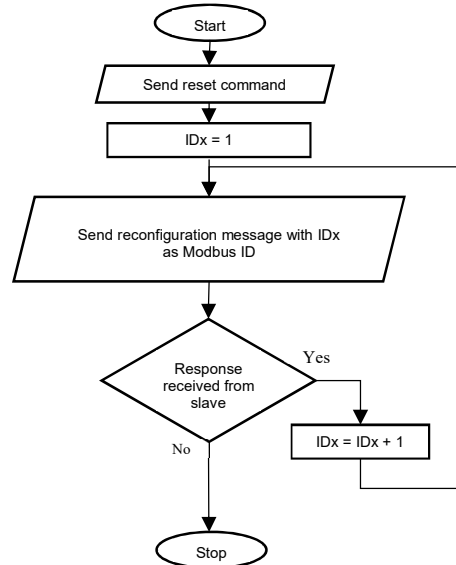 Start
Send reset command
IDx = 1
Send reconfiguration message with IDx
as Modbus ID
Response
received from
slave
Yes
No
IDx = IDx + 1
Stop